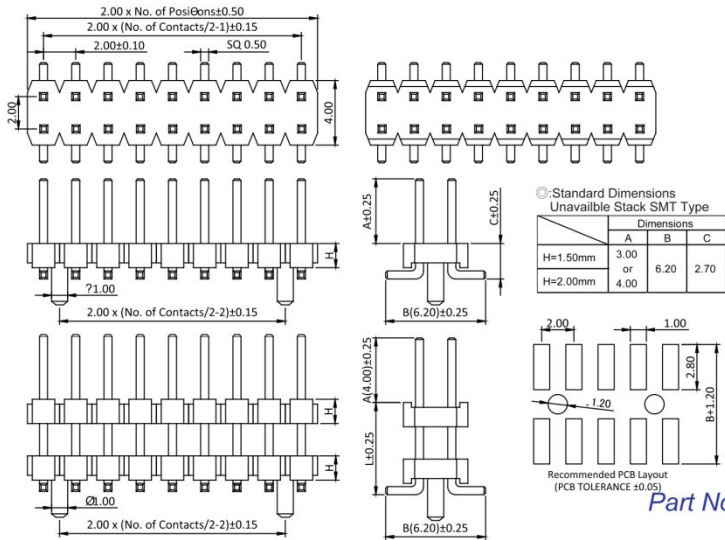 2.00 x No. of PosiӨons±0.50
2.00 x (No. of Contacts/2-1)±0.15
2.00±0.10
SQ 0.50
2.00
4.00
A±0.25
C±0.25
H
?1.00
2.00 x (No. of Contacts/2-2)±0.15
B(6.20)±0.25
◎:Standard Dimensions
Unavailble Stack SMT Type
Dimensions
A B C
H=1.50mm 3.00 or 4.00 6.20 2.70
H=2.00mm
A(4.00)±0.25
L±0.25
H
H
Ø1.00
2.00 x (No. of Contacts/2-2)±0.15
B(6.20)±0.25
2.00
1.00
2.80
B+1.20
1.20
Recommended PCB Layout
(PCB TOLERANCE ±0.05)
Part No